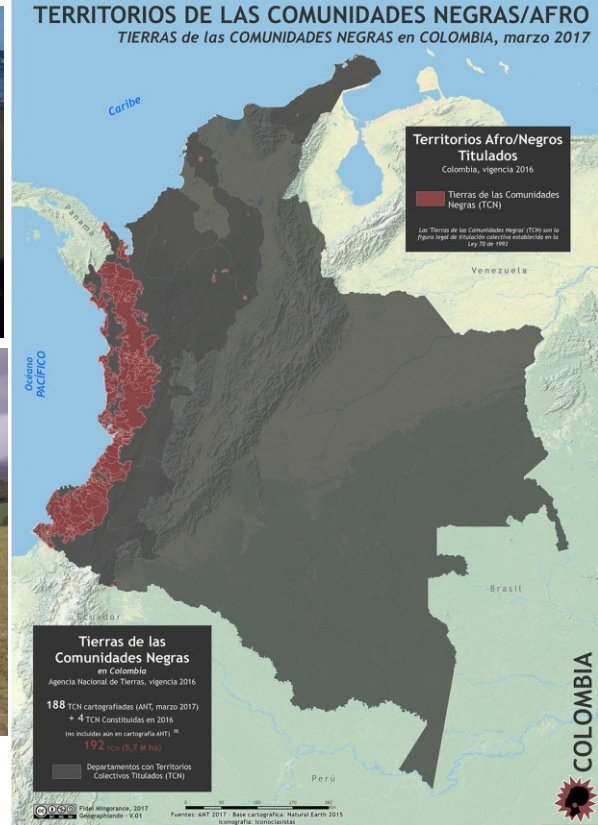 TERRITORIOS DE LAS COMUNIDADES NEGRAS/AFRO
TIERRAS de las COMUNIDADES NEGRAS en COLOMBIA, marzo 2017
Caribe
Panamá
Territorios Afro/Negros
Titulados
Colombia, vigencia 2016
Tierras de las Comunidades
Negras (TCN)
Las 'Tierras de las Comunidades Negras' (TCN) son la
figura legal de titulación colectiva establecida en la
Ley 70 de 1993
Venezuela
Océano
PACÍFICO
Brasil
Ecuador
Tierras de las
Comunidades Negras
en Colombia
Agencia Nacional de Tierras, vigencia 2016
188 TCN cartografiadas (ANT, marzo 2017)
+ 4 TCN Constituidas en 2016
(no incluidas aún en cartografía ANT) =
192 TCN (5,7 M ha)
Departamentos con Territorios
Colectivos Titulados (TCN)
Perú
COLOMBIA
Fidel Mingorance, 2017
Geographiando - V.01
0 90 180 270 360
Fuentes: ANT 2017 · Base cartográfica: Natural Earth 2015
Iconografía: Iconoclasistas